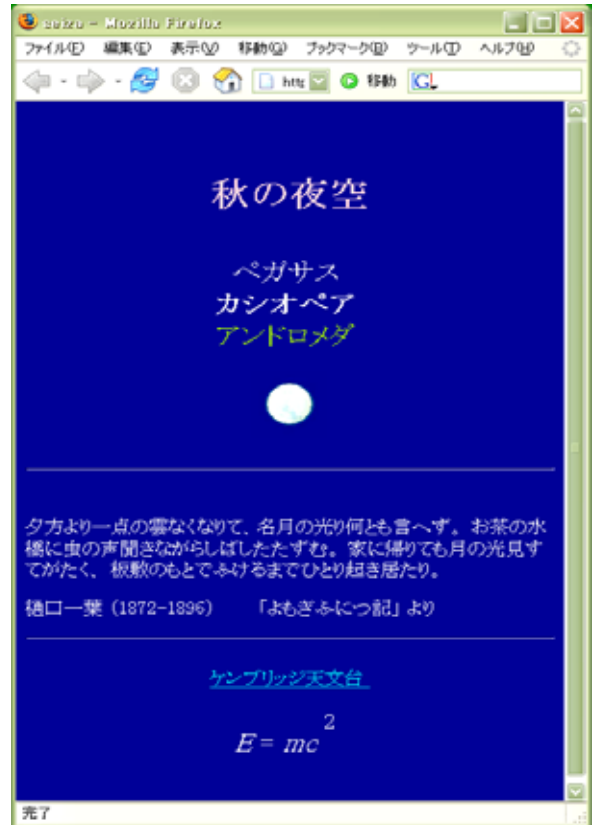 suizu - Mozilla Firefox
ファイル(F) 編集(E) 表示(V) 移動(G) ブックマーク(B) ツール(T) ヘルプ(H)
http 移動 G
秋の夜空
ペガサス
カシオペア
アンドロメダ
夕方より一点の雲なくなりて、名月の光り何とも言へず。お茶の水
橋に虫の声聞きながらしばしたたずむ。家に帰りても月の光見す
てがたく、板敷のもとてふけるまでひとり起き居たり。
樋口一葉 (1872-1896) 「よもぎふにつ記」より
ケンブリッジ天文台
E = mc 2
完了